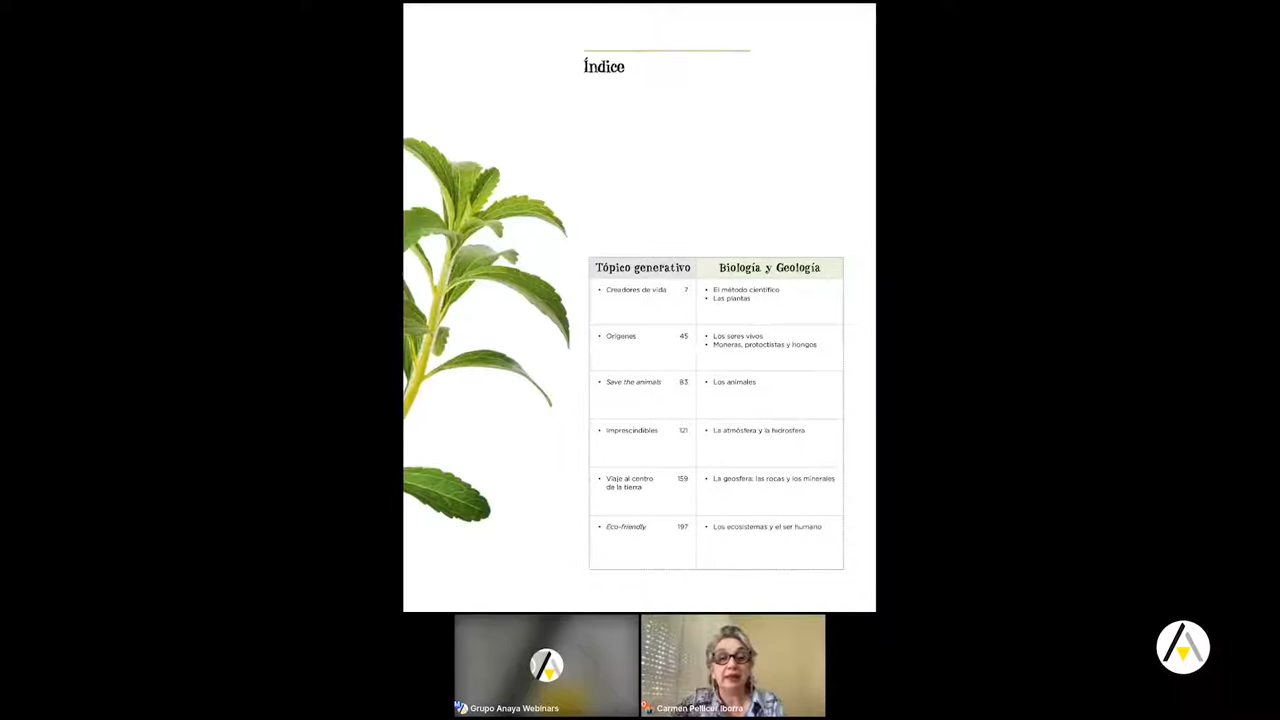 Índice
Tópico generativo
Biología y Geología
• Creadores de vida 7
• El método científico
• Las plantas
• Orígenes 45
• Los seres vivos
• Moneras, protoctistas y hongos
• Save the animals 83
• Los animales
• Imprescindibles 121
• La atmósfera y la hidrosfera
• Viaje al centro
de la tierra 159
• La geosfera: las rocas y los minerales
• Eco-friendly 197
• Los ecosistemas y el ser humano
Grupo Anaya Webinars
Carmen Pellicer Iborra